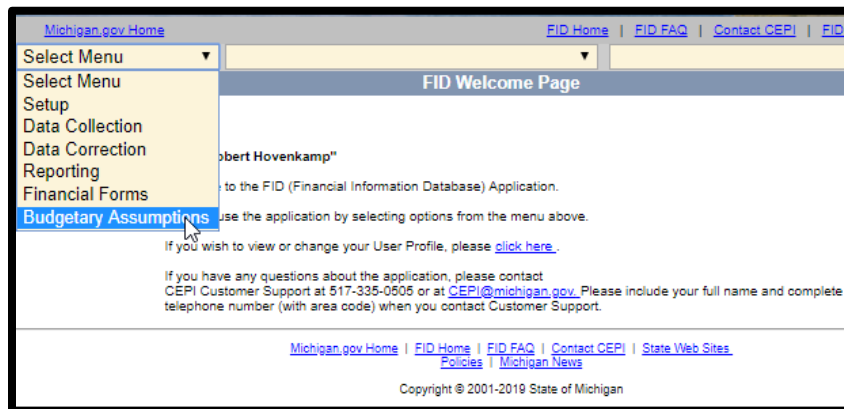 Michigan.gov Home FID Home | FID FAQ | Contact CEPI | FID
Select Menu
FID Welcome Page
Select Menu
Setup
Data Collection
Data Correction
Reporting
Financial Forms
Budgetary Assumptions
obert Hovenkamp"
to the FID (Financial Information Database) Application.
use the application by selecting options from the menu above.
If you wish to view or change your User Profile, please click here .
If you have any questions about the application, please contact
CEPI Customer Support at 517-335-0505 or at CEPI@michigan.gov. Please include your full name and complete
telephone number (with area code) when you contact Customer Support.
Michigan.gov Home | FID Home | FID FAQ | Contact CEPI | State Web Sites
Policies | Michigan News
Copyright © 2001-2019 State of Michigan